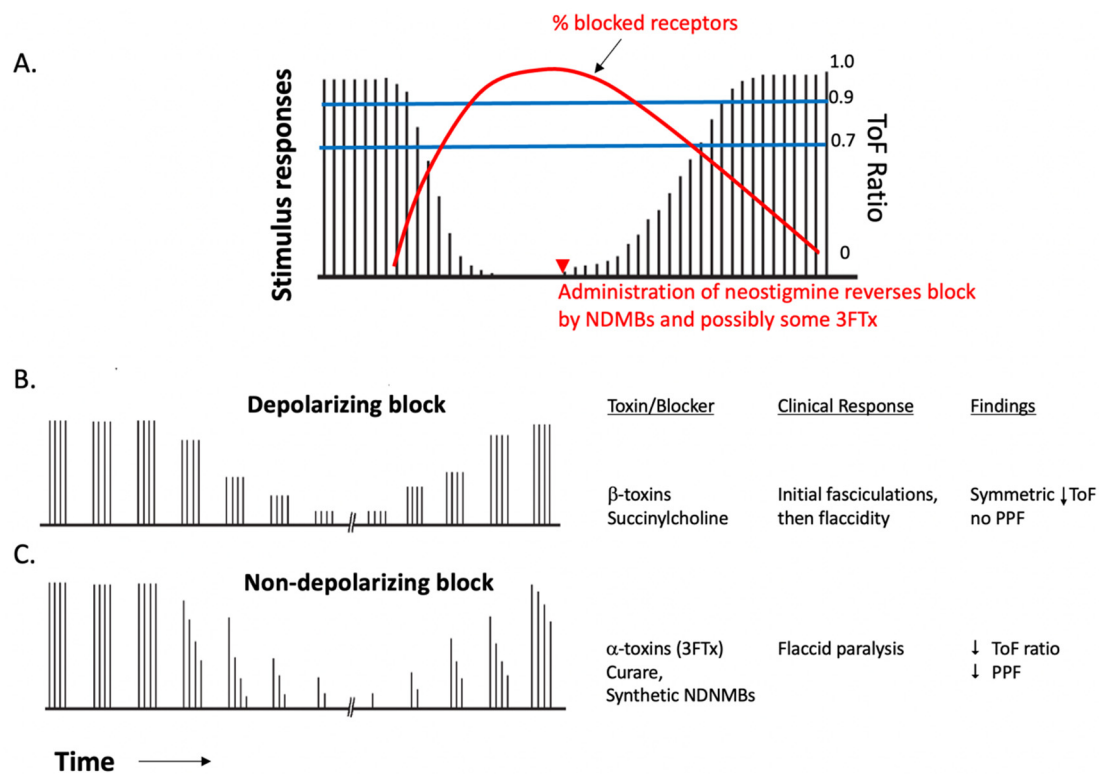 % blocked receptors
A.
Stimulus responses
1.0
0.9
0.7
0
ToF Ratio
Administration of neostigmine reverses block
by NDMBs and possibly some 3FTx
B.
Depolarizing block
Toxin/Blocker
Clinical Response
Findings
β-toxins
Succinylcholine
Initial fasciculations,
then flaccidity
Symmetric ↓ToF
no PPF
C.
Non-depolarizing block
α-toxins (3FTx)
Curare,
Synthetic NDNMBs
Flaccid paralysis
↓ ToF ratio
↓ PPF
Time